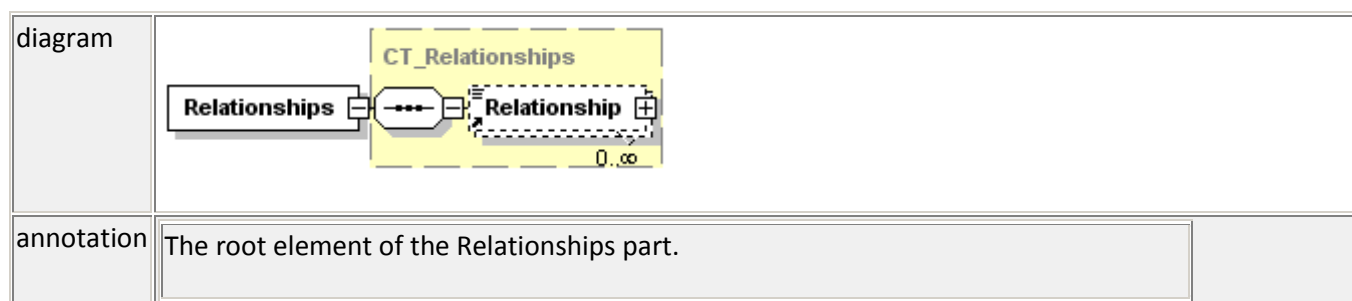 diagram
CT_Relationships
Relationships
Relationship
0..∞
annotation
The root element of the Relationships part.